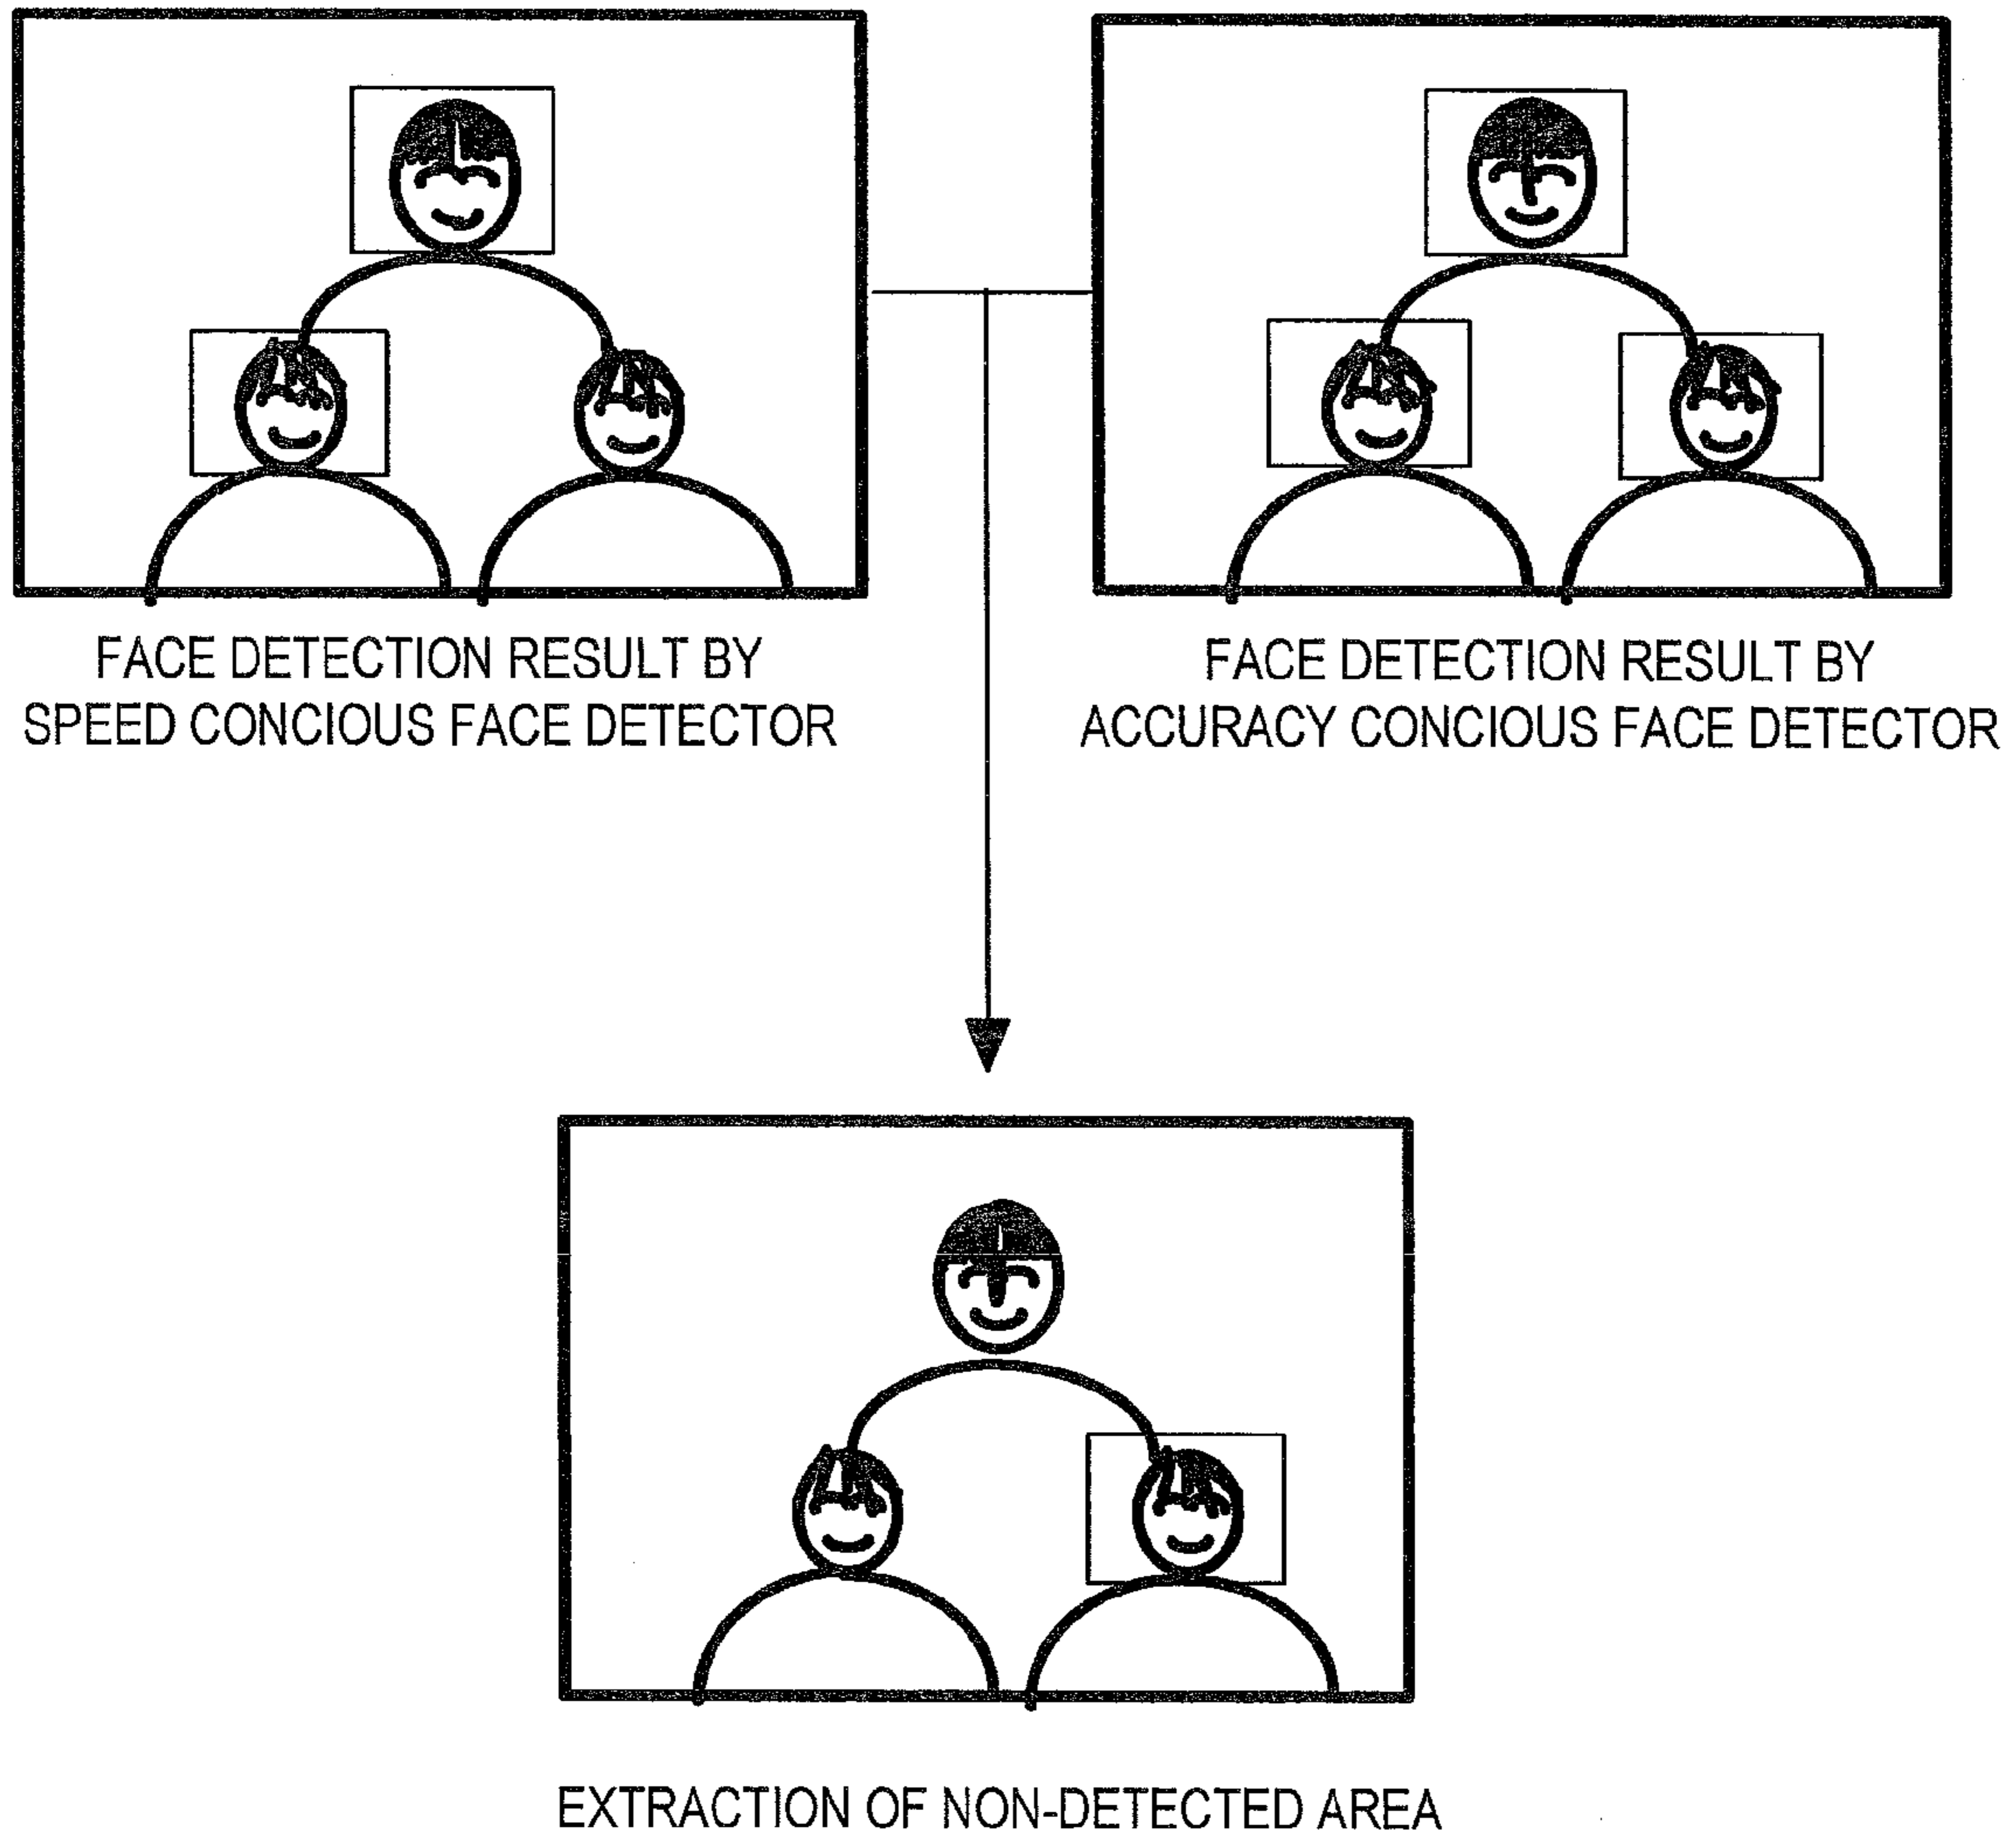 FACE DETECTION RESULT BY
SPEED CONCIOUS FACE DETECTOR
FACE DETECTION RESULT BY
ACCURACY CONCIOUS FACE DETECTOR
EXTRACTION OF NON-DETECTED AREA